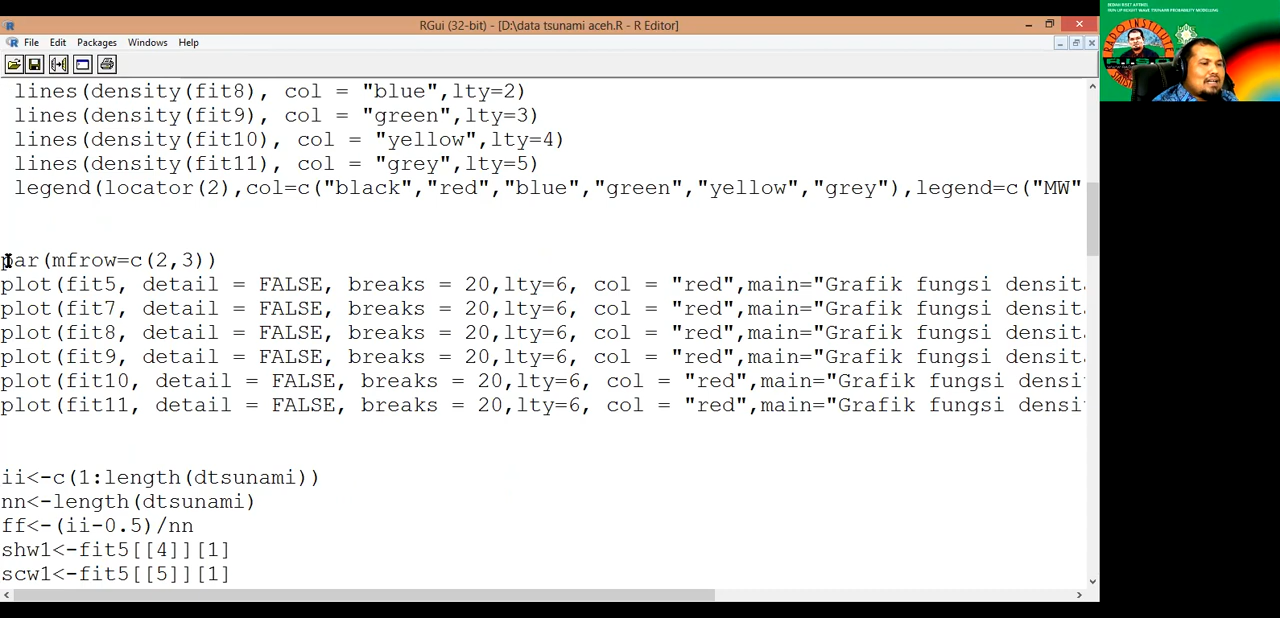 RGui (32-bit) - [D:\data tsunami aceh.R - R Editor]
File Edit Packages Windows Help
lines(density(fit8), col = "blue",lty=2)
lines(density(fit9), col = "green",lty=3)
lines(density(fit10), col = "yellow",lty=4)
lines(density(fit11), col = "grey",lty=5)
legend(locator(2),col=c("black","red","blue","green","yellow","grey"),legend=c("MW"
par(mfrow=c(2,3))
plot(fit5, detail = FALSE, breaks = 20,lty=6, col = "red",main="Grafik fungsi densita
plot(fit7, detail = FALSE, breaks = 20,lty=6, col = "red",main="Grafik fungsi densita
plot(fit8, detail = FALSE, breaks = 20,lty=6, col = "red",main="Grafik fungsi densita
plot(fit9, detail = FALSE, breaks = 20,lty=6, col = "red",main="Grafik fungsi densita
plot(fit10, detail = FALSE, breaks = 20,lty=6, col = "red",main="Grafik fungsi densi
plot(fit11, detail = FALSE, breaks = 20,lty=6, col = "red",main="Grafik fungsi densi
ii<-c(1:length(dtsunami))
nn<-length(dtsunami)
ff<-(ii-0.5)/nn
shw1<-fit5[[4]][1]
scw1<-fit5[[5]][1]